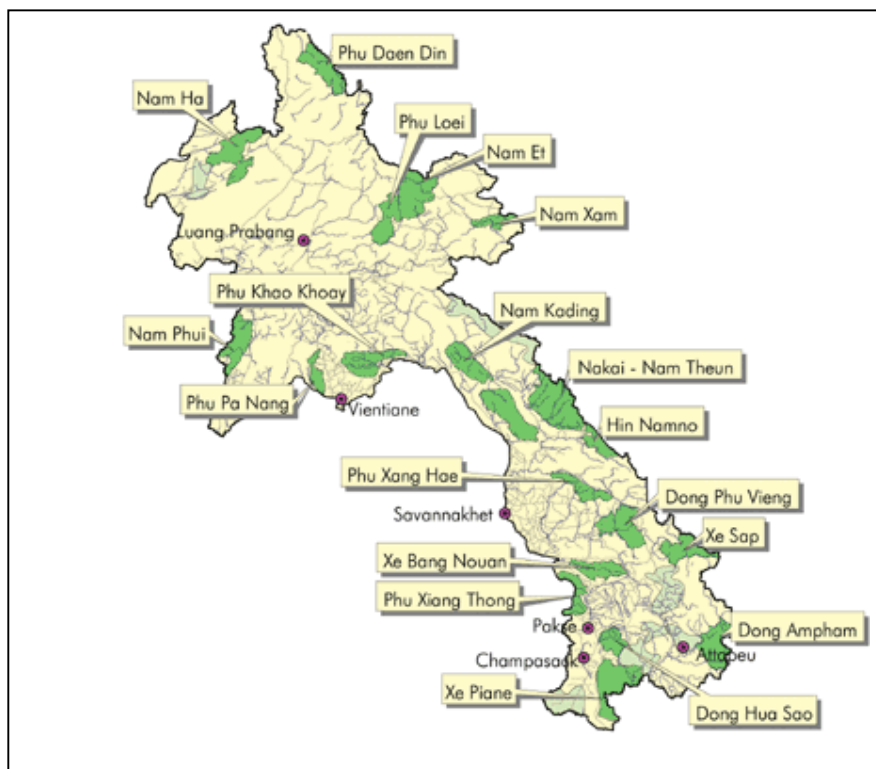 Phu Daen Din
Nam Ha
Phu Loei
Nam Et
Nam Xam
Luang Prabang
Phu Khao Khoay
Nam Kading
Nam Phui
Nakai - Nam Theun
Phu Pa Nang
Vientiane
Hin Namno
Phu Xang Hae
Dong Phu Vieng
Savannakhet
Xe Sap
Xe Bang Nouan
Phu Xiang Thong
Pakse
Dong Ampham
Attapeu
Champasack
Xe Piane
Dong Hua Sao